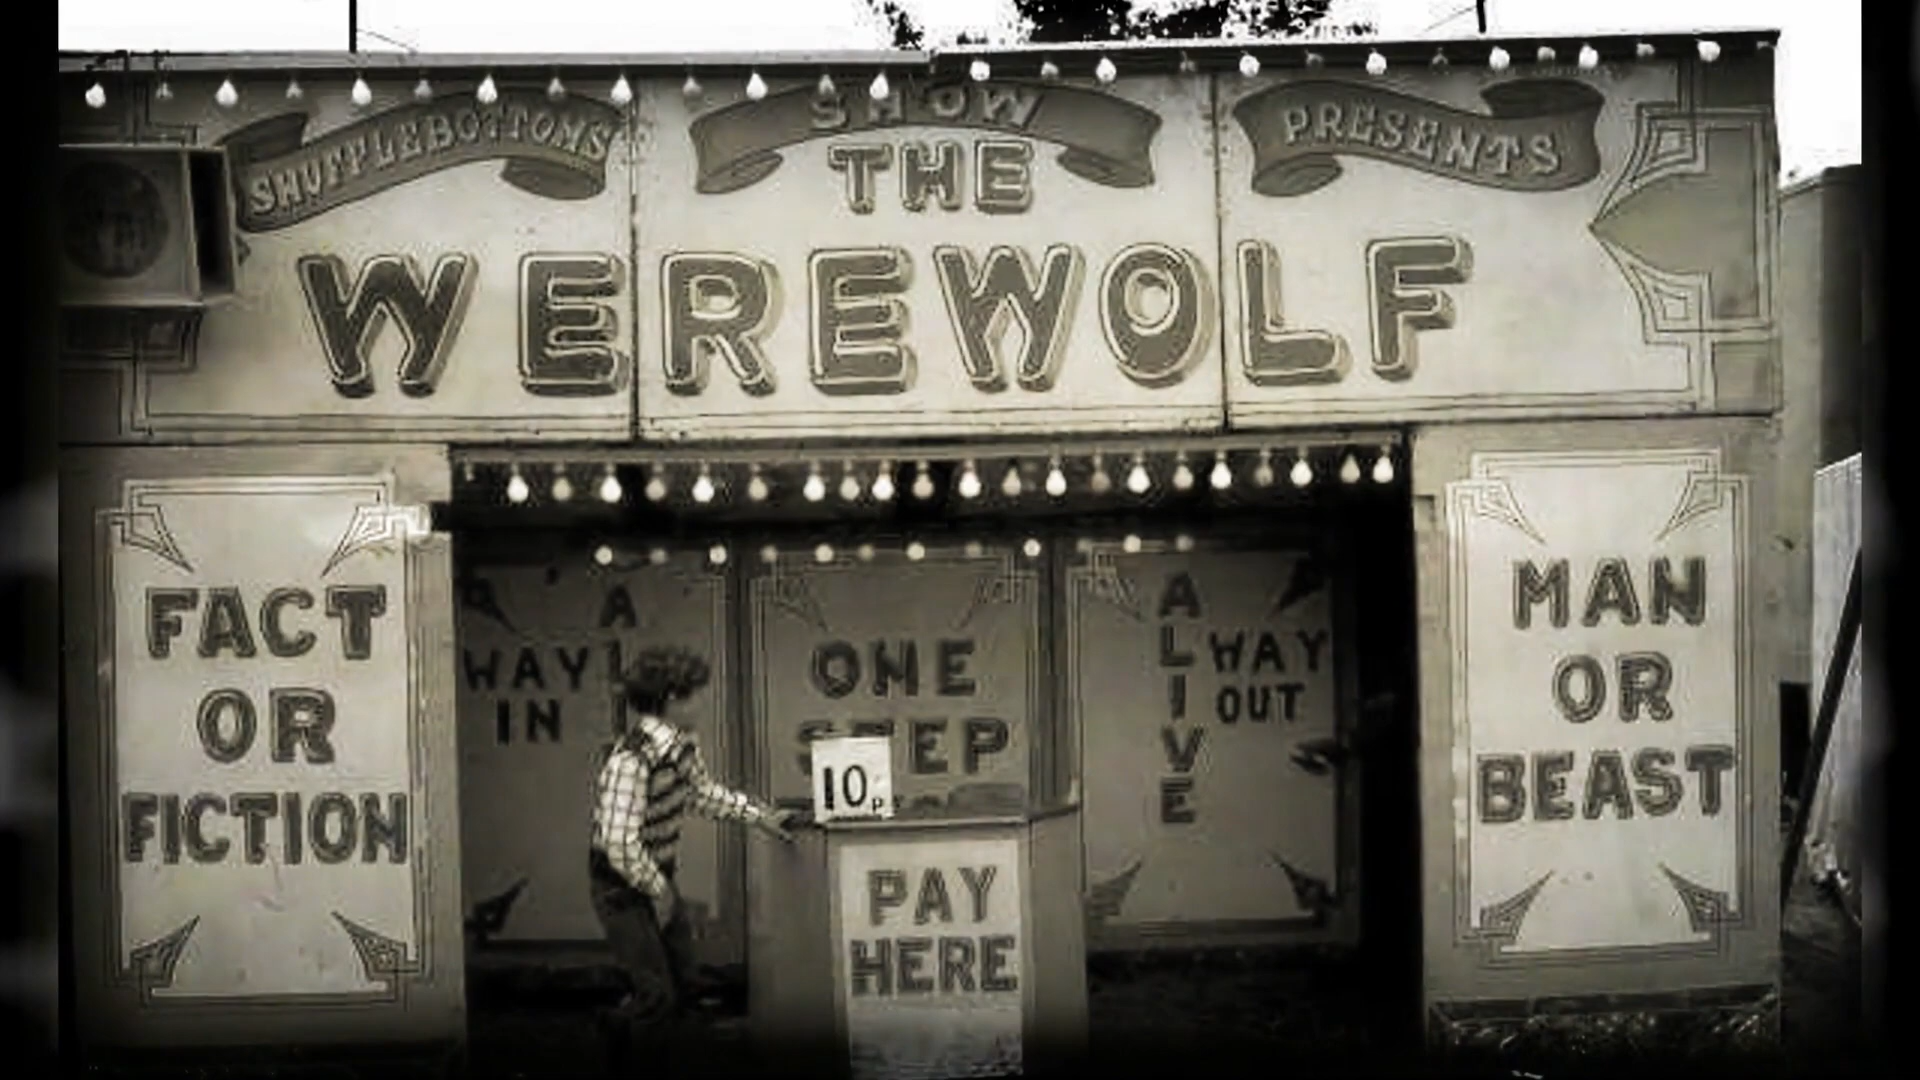 SHUFFLEBOTTOMS SHOW PRESENTS
THE
WEREWOLF
FACT
OR
FICTION
WAY
IN
ONE
STEP
10p
PAY
HERE
ALIVE
WAY
OUT
MAN
OR
BEAST